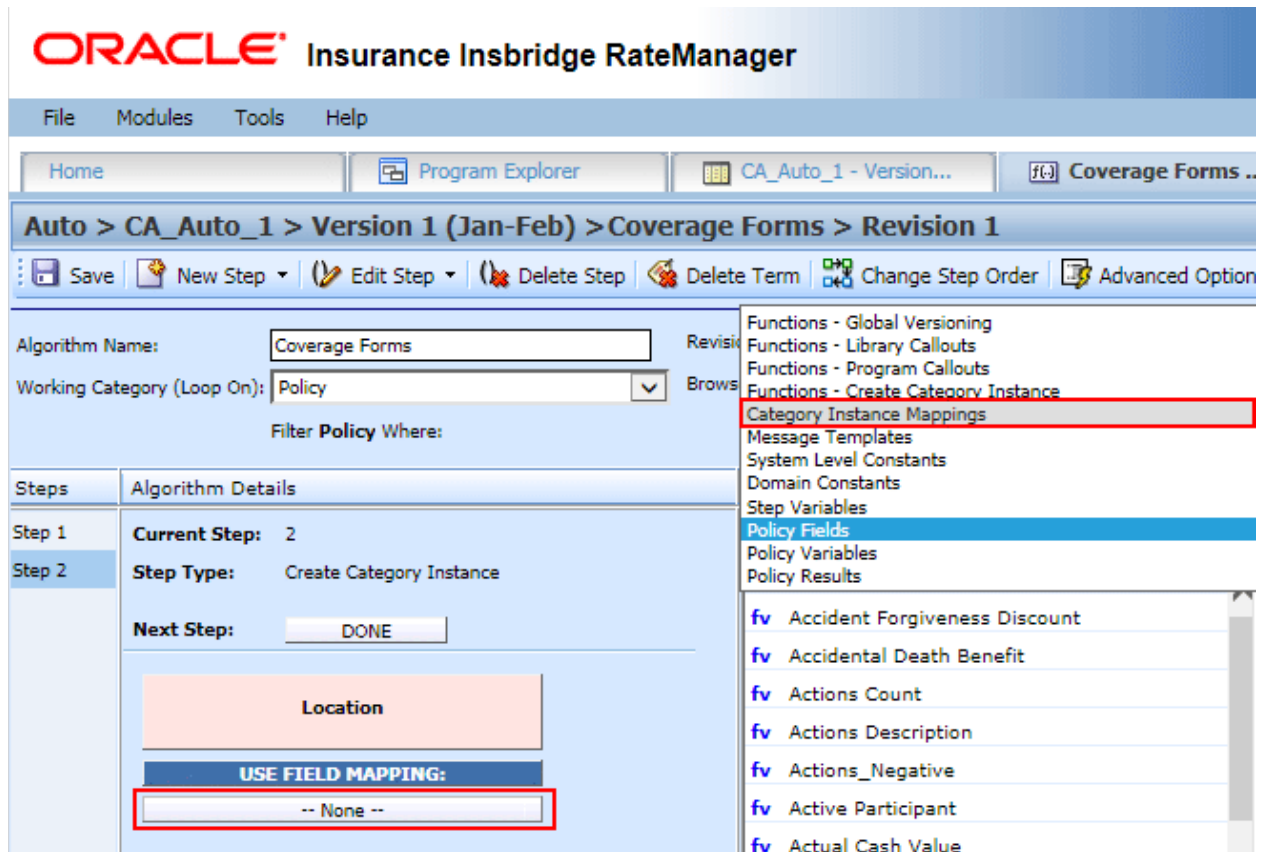 ORACLE Insurance Insbridge RateManager
File Modules Tools Help
Home Program Explorer CA_Auto_1 - Version... f(.) Coverage Forms ..
Auto > CA_Auto_1 > Version 1 (Jan-Feb) >Coverage Forms > Revision 1
Save New Step Edit Step Delete Step Delete Term Change Step Order Advanced Option
Algorithm Name: Coverage Forms
Working Category (Loop On): Policy
Filter Policy Where:
Revisi
Brows
Functions - Global Versioning
Functions - Library Callouts
Functions - Program Callouts
Functions - Create Category Instance
Category Instance Mappings
Message Templates
System Level Constants
Domain Constants
Step Variables
Policy Fields
Policy Variables
Policy Results
Steps
Step 1
Step 2
Algorithm Details
Current Step: 2
Step Type: Create Category Instance
Next Step: DONE
Location
USE FIELD MAPPING:
-- None --
fv Accident Forgiveness Discount
fv Accidental Death Benefit
fv Actions Count
fv Actions Description
fv Actions_Negative
fv Active Participant
fv Actual Cash Value